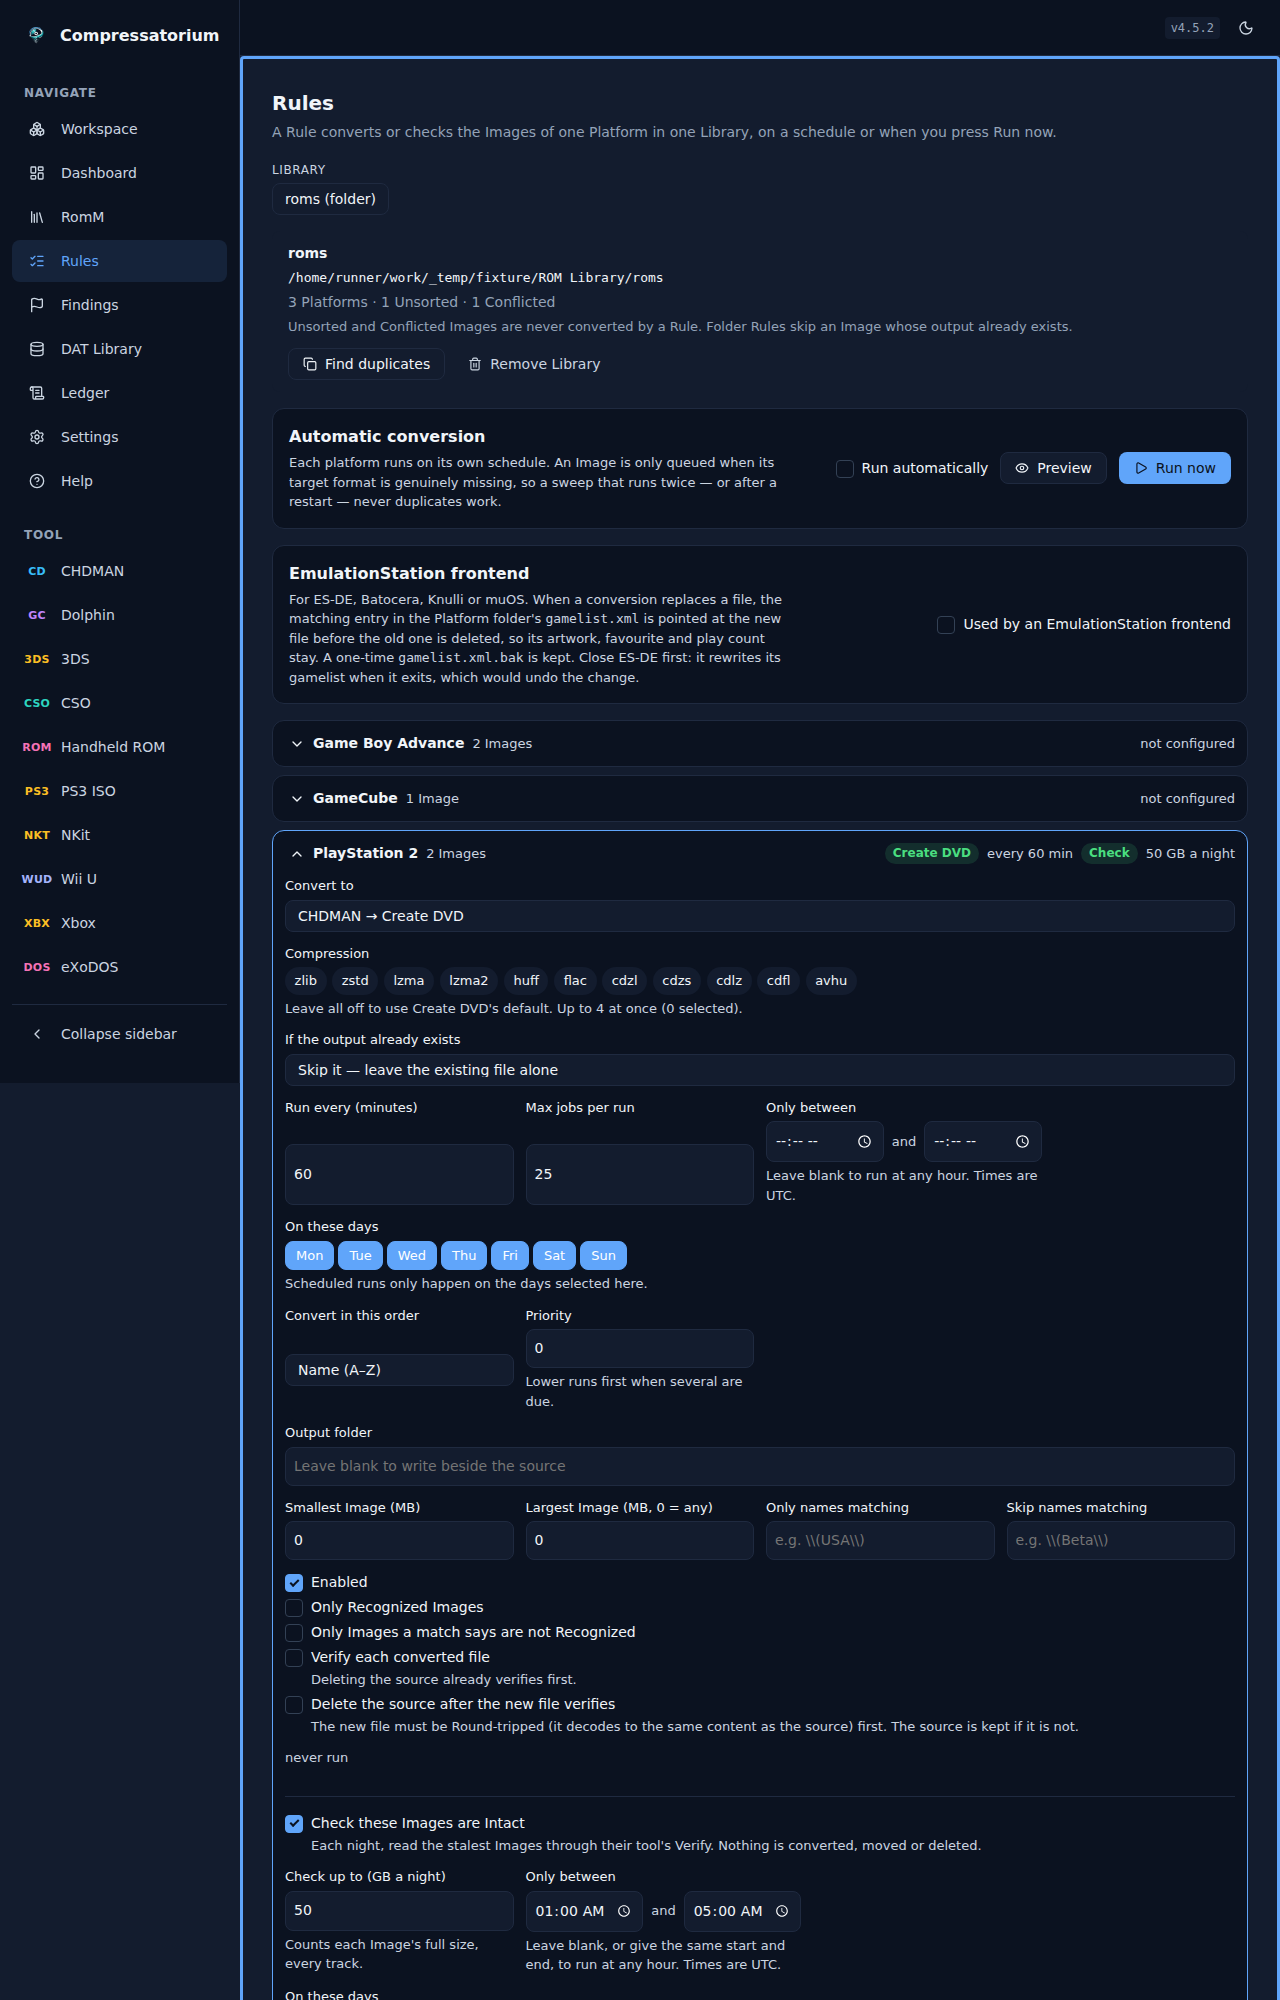 Compressatorium
v4.5.2
NAVIGATE
Workspace
Dashboard
RomM
Rules
Findings
DAT Library
Ledger
Settings
Help
TOOL
CD CHDMAN
GC Dolphin
3DS 3DS
CSO CSO
ROM Handheld ROM
PS3 PS3 ISO
NKT NKit
WUD Wii U
XBX Xbox
DOS eXoDOS
Collapse sidebar
Rules
A Rule converts or checks the Images of one Platform in one Library, on a schedule or when you press Run now.
LIBRARY
roms (folder)
roms
/home/runner/work/_temp/fixture/ROM Library/roms
3 Platforms · 1 Unsorted · 1 Conflicted
Unsorted and Conflicted Images are never converted by a Rule. Folder Rules skip an Image whose output already exists.
Find duplicates
Remove Library
Automatic conversion
Each platform runs on its own schedule. An Image is only queued when its
target format is genuinely missing, so a sweep that runs twice — or after a
restart — never duplicates work.
Run automatically
Preview
Run now
EmulationStation frontend
For ES-DE, Batocera, Knulli or muOS. When a conversion replaces a file, the
matching entry in the Platform folder's gamelist.xml is pointed at the new
file before the old one is deleted, so its artwork, favourite and play count
stay. A one-time gamelist.xml.bak is kept. Close ES-DE first: it rewrites its
gamelist when it exits, which would undo the change.
Used by an EmulationStation frontend
Game Boy Advance 2 Images not configured
GameCube 1 Image not configured
PlayStation 2 2 Images Create DVD every 60 min Check 50 GB a night
Convert to
CHDMAN → Create DVD
Compression
zlib zstd lzma lzma2 huff flac cdzl cdzs cdlz cdfl avhu
Leave all off to use Create DVD's default. Up to 4 at once (0 selected).
If the output already exists
Skip it — leave the existing file alone
Run every (minutes) Max jobs per run Only between
60 25 --:-- -- and --:-- --
Leave blank to run at any hour. Times are
UTC.
On these days
Mon Tue Wed Thu Fri Sat Sun
Scheduled runs only happen on the days selected here.
Convert in this order Priority
Name (A–Z) 0
Lower runs first when several are
due.
Output folder
Leave blank to write beside the source
Smallest Image (MB) Largest Image (MB, 0 = any) Only names matching Skip names matching
0 0 e.g. \\(USA\\) e.g. \\(Beta\\)
Enabled
Only Recognized Images
Only Images a match says are not Recognized
Verify each converted file
Deleting the source already verifies first.
Delete the source after the new file verifies
The new file must be Round-tripped (it decodes to the same content as the source) first. The source is kept if it is not.
never run
Check these Images are Intact
Each night, read the stalest Images through their tool's Verify. Nothing is converted, moved or deleted.
Check up to (GB a night) Only between
50 01:00 AM and 05:00 AM
Counts each Image's full size,
every track.
Leave blank, or give the same start and
end, to run at any hour. Times are UTC.
On these days